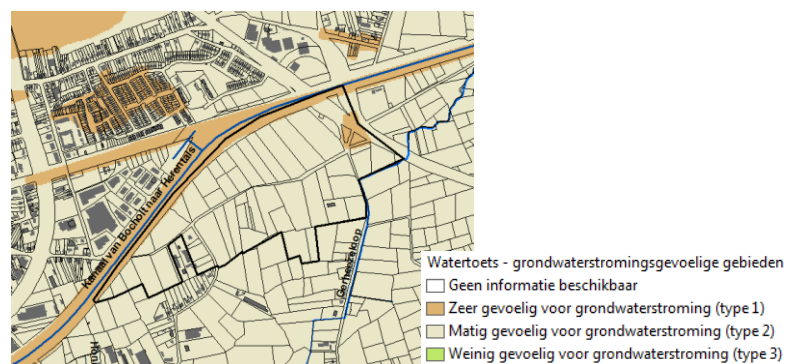 Kanaal van Bocholt naar Herentals
Gerheezeloop
Watertoets - grondwaterstromingsgevoelige gebieden
Geen informatie beschikbaar
Zeer gevoelig voor grondwaterstroming (type 1)
Matig gevoelig voor grondwaterstroming (type 2)
Weinig gevoelig voor grondwaterstroming (type 3)